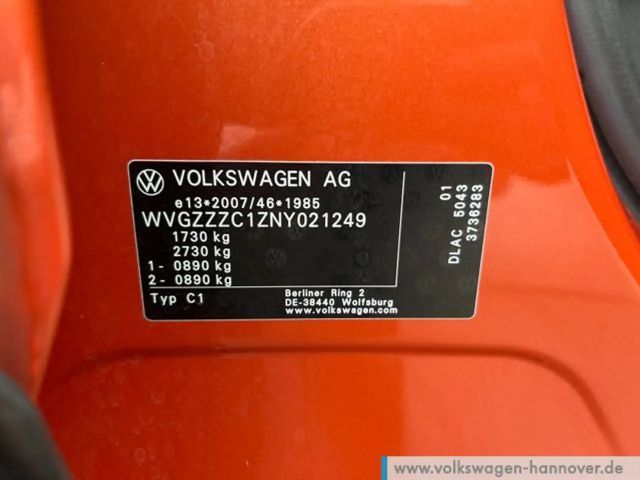 VOLKSWAGEN AG
e13*2007/46*1985
WVGZZZC1ZNY021249
1730 kg
2730 kg
1- 0890 kg
2- 0890 kg
Typ C1
Berliner Ring 2
DE-38440 Wolfsburg
www.volkswagen.com
01
DLAC 5043
3736283
www.volkswagen-hannover.de